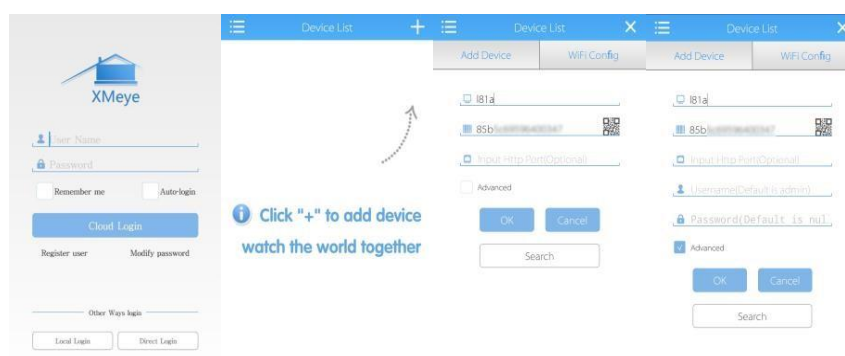 XMeye
User Name
Password
Remember me
Auto-login
Cloud Login
Register user
Modify password
Other Ways login
Local Login
Direct Login
Device List
+
Click "+" to add device
watch the world together
Device List
X
Add Device
WiFi Config
l81a
85b
Input Http Port(Optional)
Advanced
OK
Cancel
Search
Device List
X
Add Device
WiFi Config
l81a
85b
Input Http Port(Optional)
Username(Default is admin)
Password(Default is nul
Advanced
OK
Cancel
Search